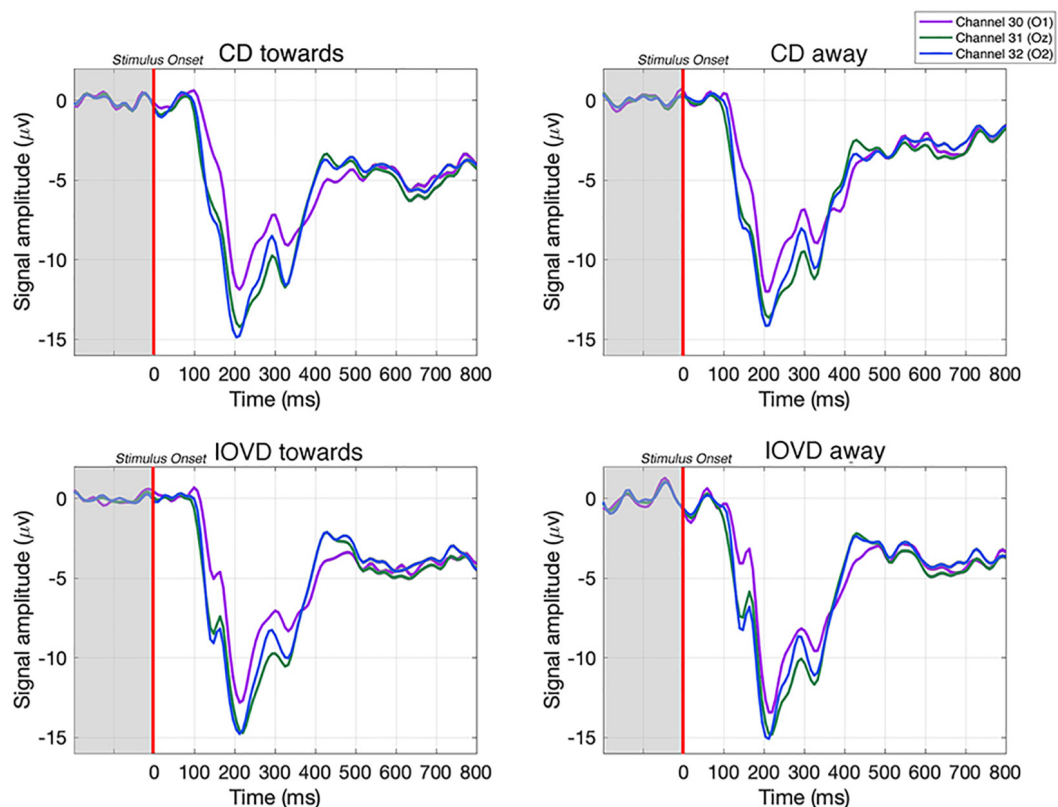 Channel 30 (O1)
Channel 31 (Oz)
Channel 32 (O2)
CD towards
Stimulus Onset
0
-5
-10
-15
Signal amplitude (μv)
0 100 200 300 400 500 600 700 800
Time (ms)
CD away
Stimulus Onset
0
-5
-10
-15
Signal amplitude (μv)
0 100 200 300 400 500 600 700 800
Time (ms)
IOVD towards
Stimulus Onset
0
-5
-10
-15
Signal amplitude (μv)
0 100 200 300 400 500 600 700 800
Time (ms)
IOVD away
Stimulus Onset
0
-5
-10
-15
Signal amplitude (μv)
0 100 200 300 400 500 600 700 800
Time (ms)